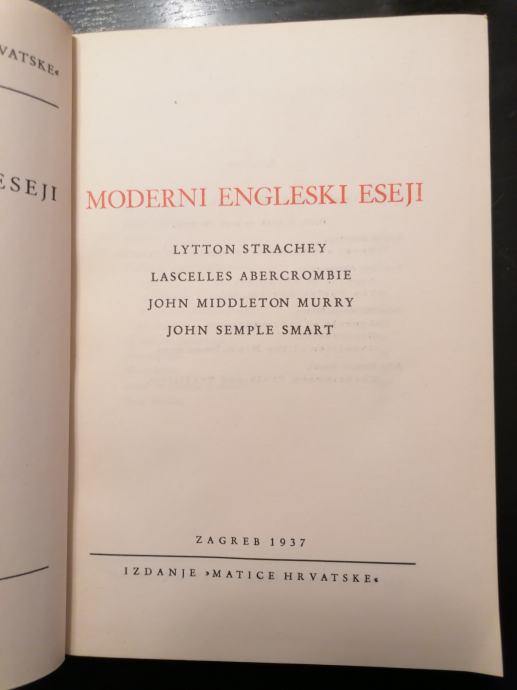 VATSKE«
ESEJI
MODERNI ENGLESKI ESEJI
LYTTON STRACHEY
LASCELLES ABERCROMBIE
JOHN MIDDLETON MURRY
JOHN SEMPLE SMART
ZAGREB 1937
IZDANJE »MATICE HRVATSKE«